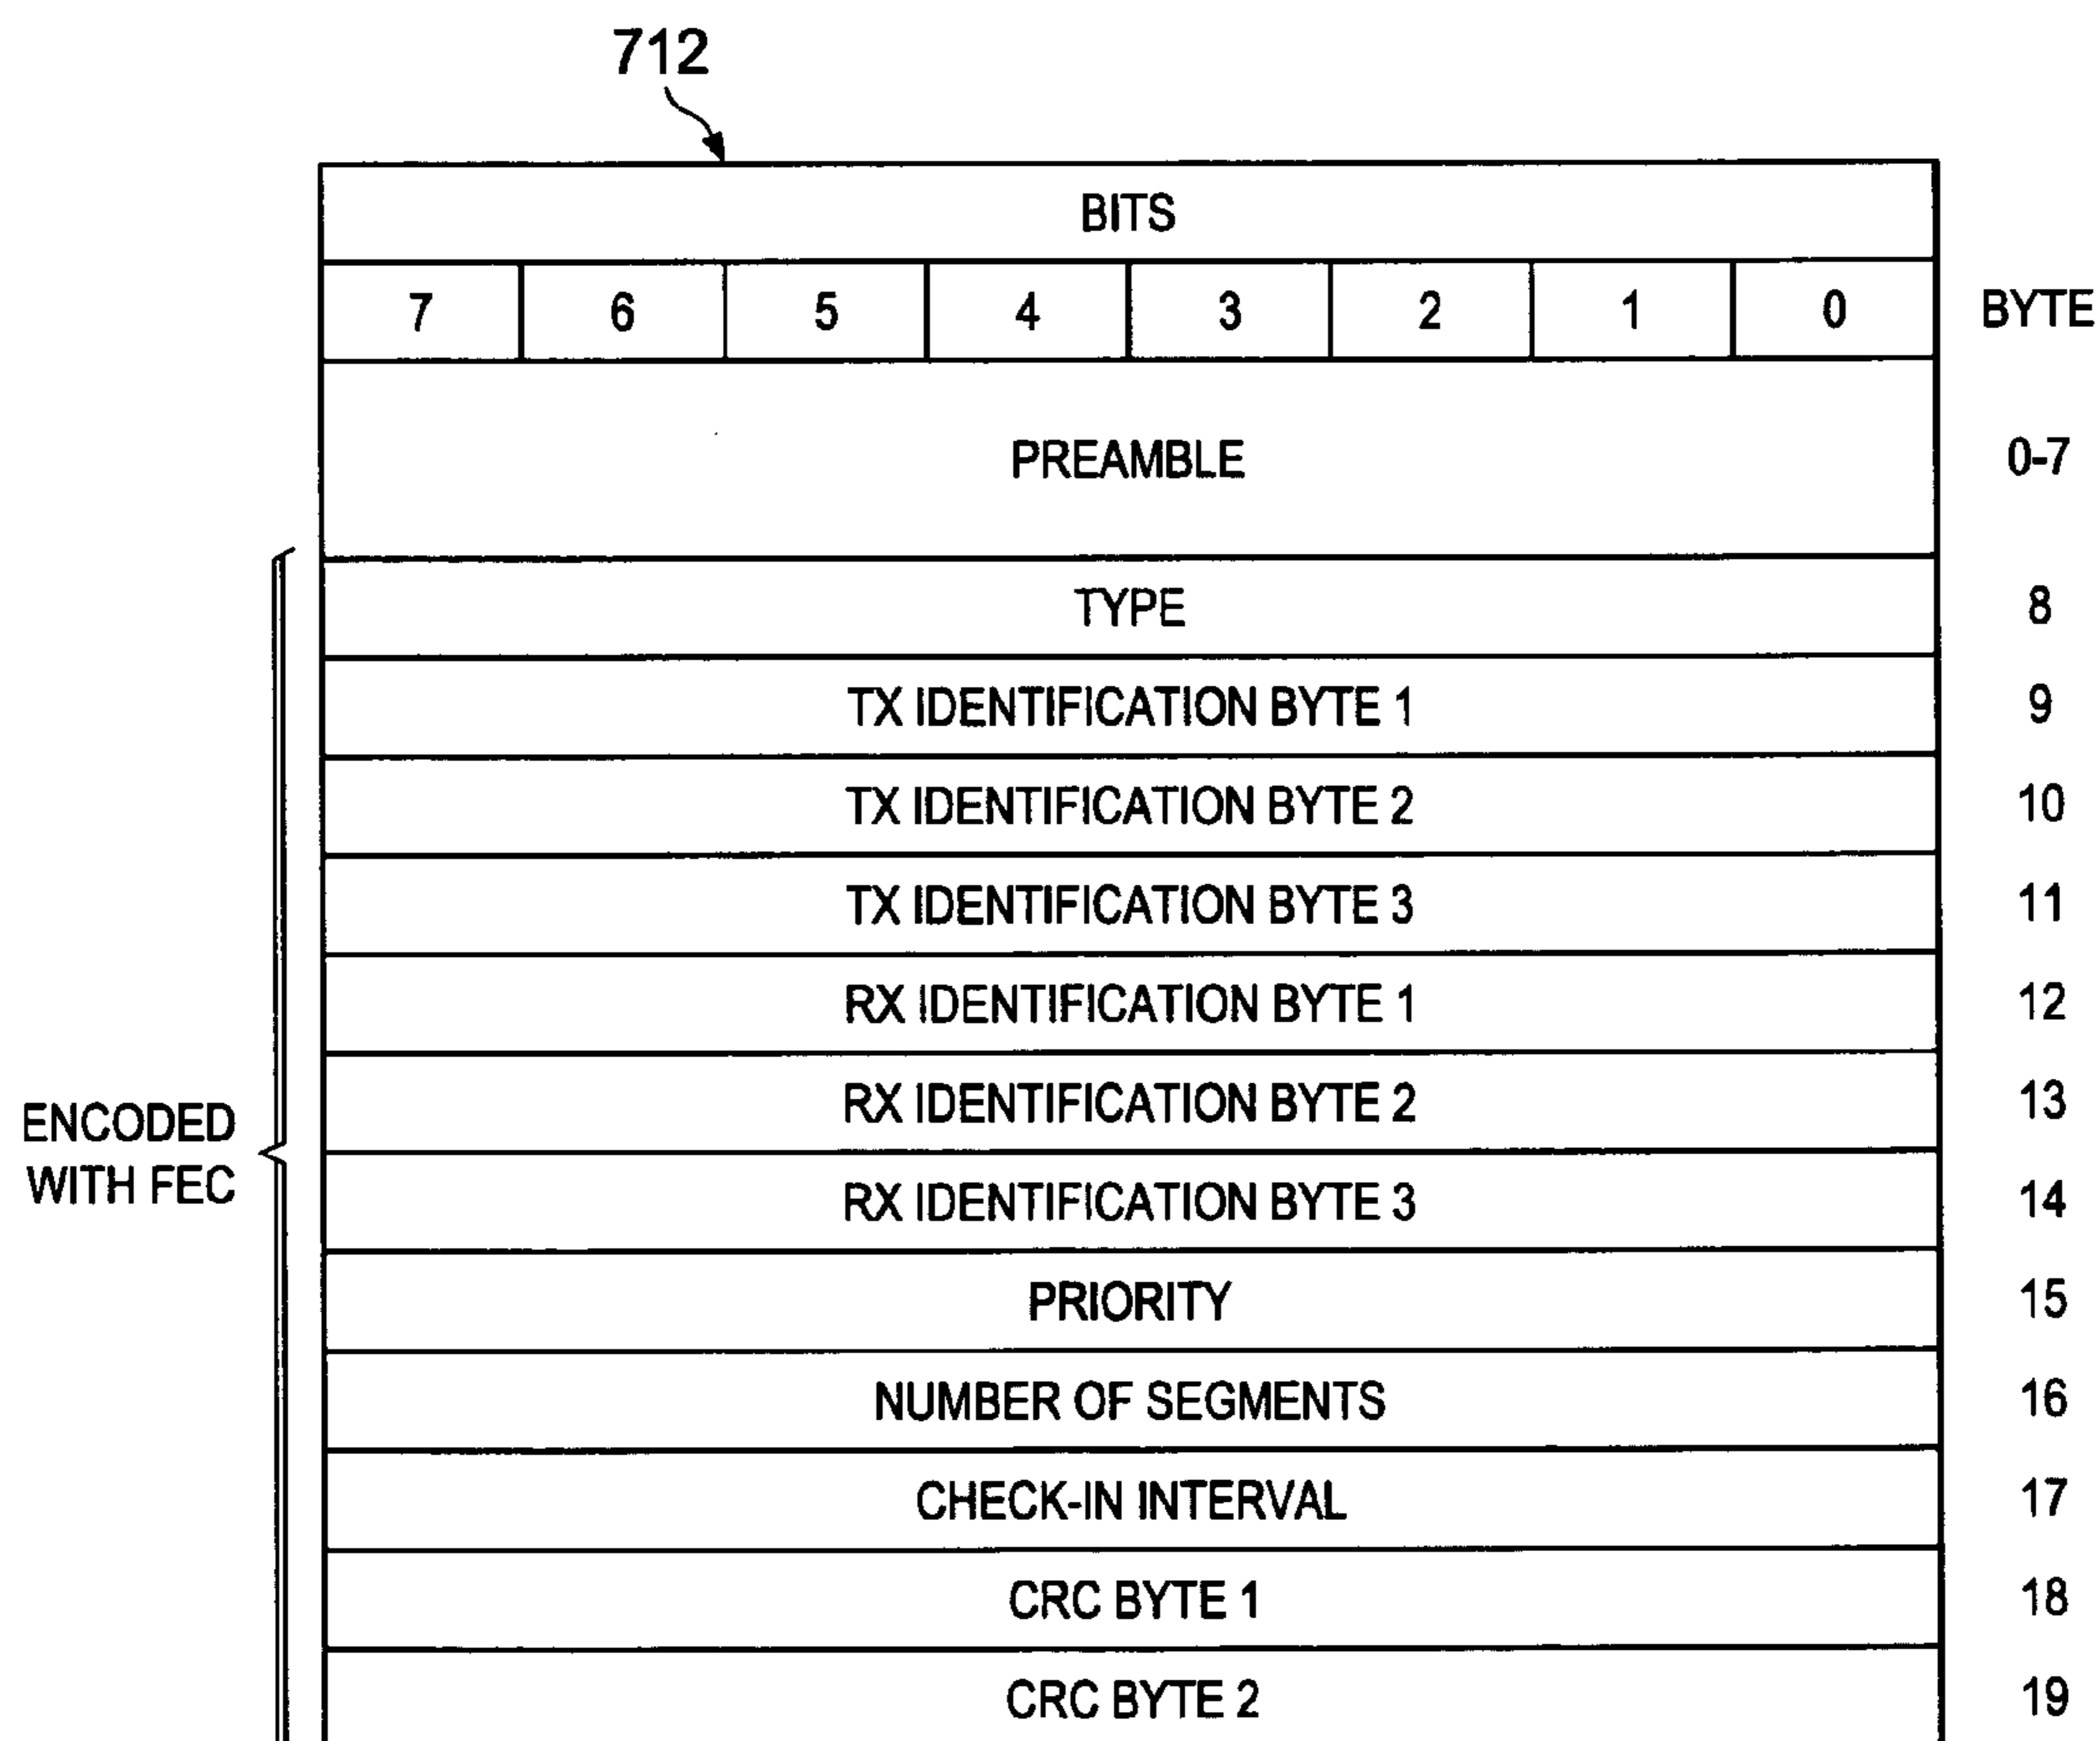 712
BITS
7 6 5 4 3 2 1 0 BYTE
PREAMBLE 0-7
TYPE 8
TX IDENTIFICATION BYTE 1 9
TX IDENTIFICATION BYTE 2 10
TX IDENTIFICATION BYTE 3 11
RX IDENTIFICATION BYTE 1 12
RX IDENTIFICATION BYTE 2 13
RX IDENTIFICATION BYTE 3 14
ENCODED
WITH FEC
PRIORITY 15
NUMBER OF SEGMENTS 16
CHECK-IN INTERVAL 17
CRC BYTE 1 18
CRC BYTE 2 19